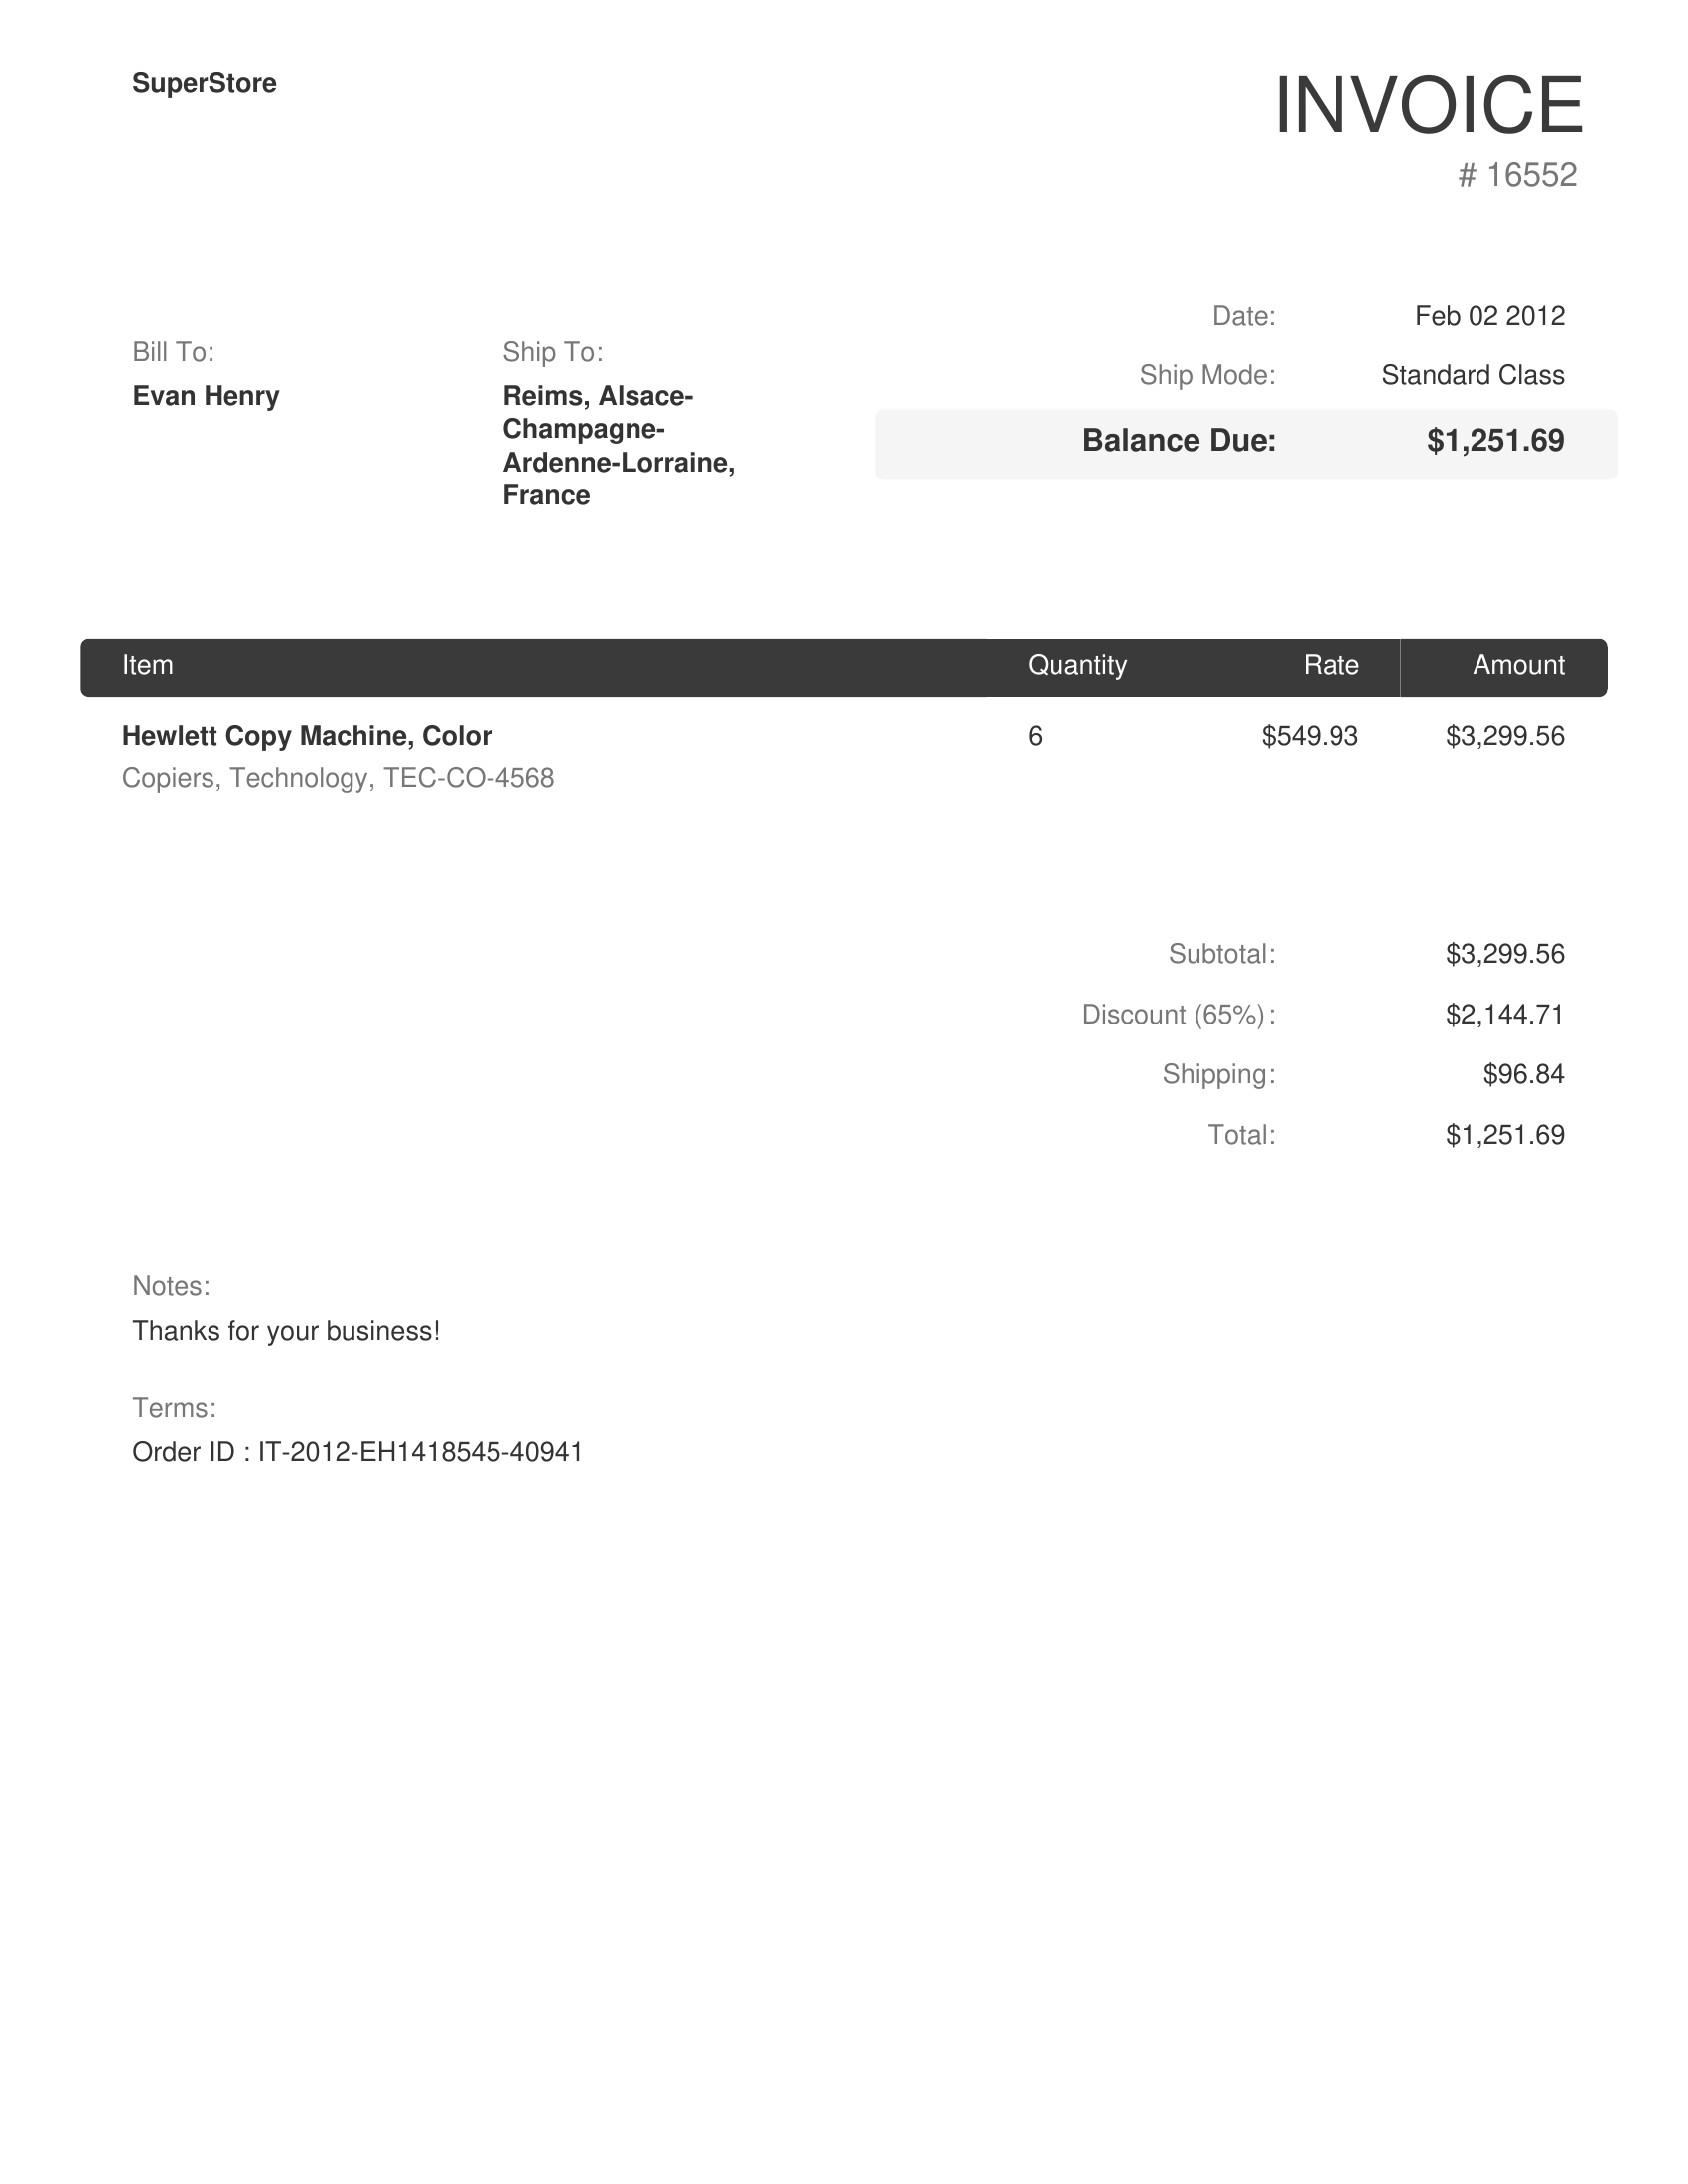 SuperStore
INVOICE
# 16552
Date: Feb 02 2012
Ship Mode: Standard Class
Balance Due: $1,251.69
Bill To:
Evan Henry
Ship To:
Reims, Alsace-
Champagne-
Ardenne-Lorraine,
France
Item Quantity Rate Amount
Hewlett Copy Machine, Color 6 $549.93 $3,299.56
Copiers, Technology, TEC-CO-4568
Subtotal: $3,299.56
Discount (65%): $2,144.71
Shipping: $96.84
Total: $1,251.69
Notes:
Thanks for your business!
Terms:
Order ID : IT-2012-EH1418545-40941